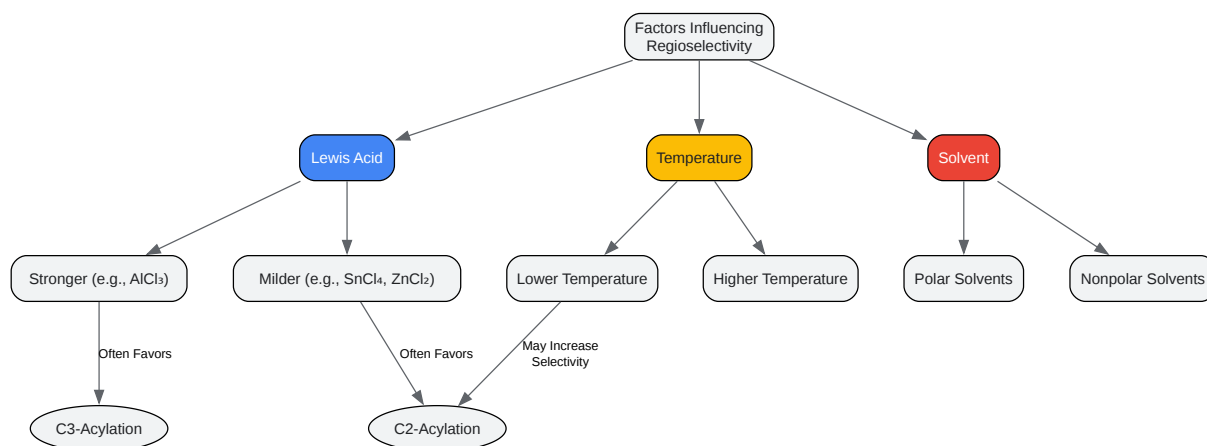 Factors Influencing
Regioselectivity
Lewis Acid
Temperature
Solvent
Stronger (e.g., AlCl₃)
Milder (e.g., SnCl₄, ZnCl₂)
Lower Temperature
Higher Temperature
Polar Solvents
Nonpolar Solvents
Often Favors
Often Favors
May Increase
Selectivity
C3-Acylation
C2-Acylation